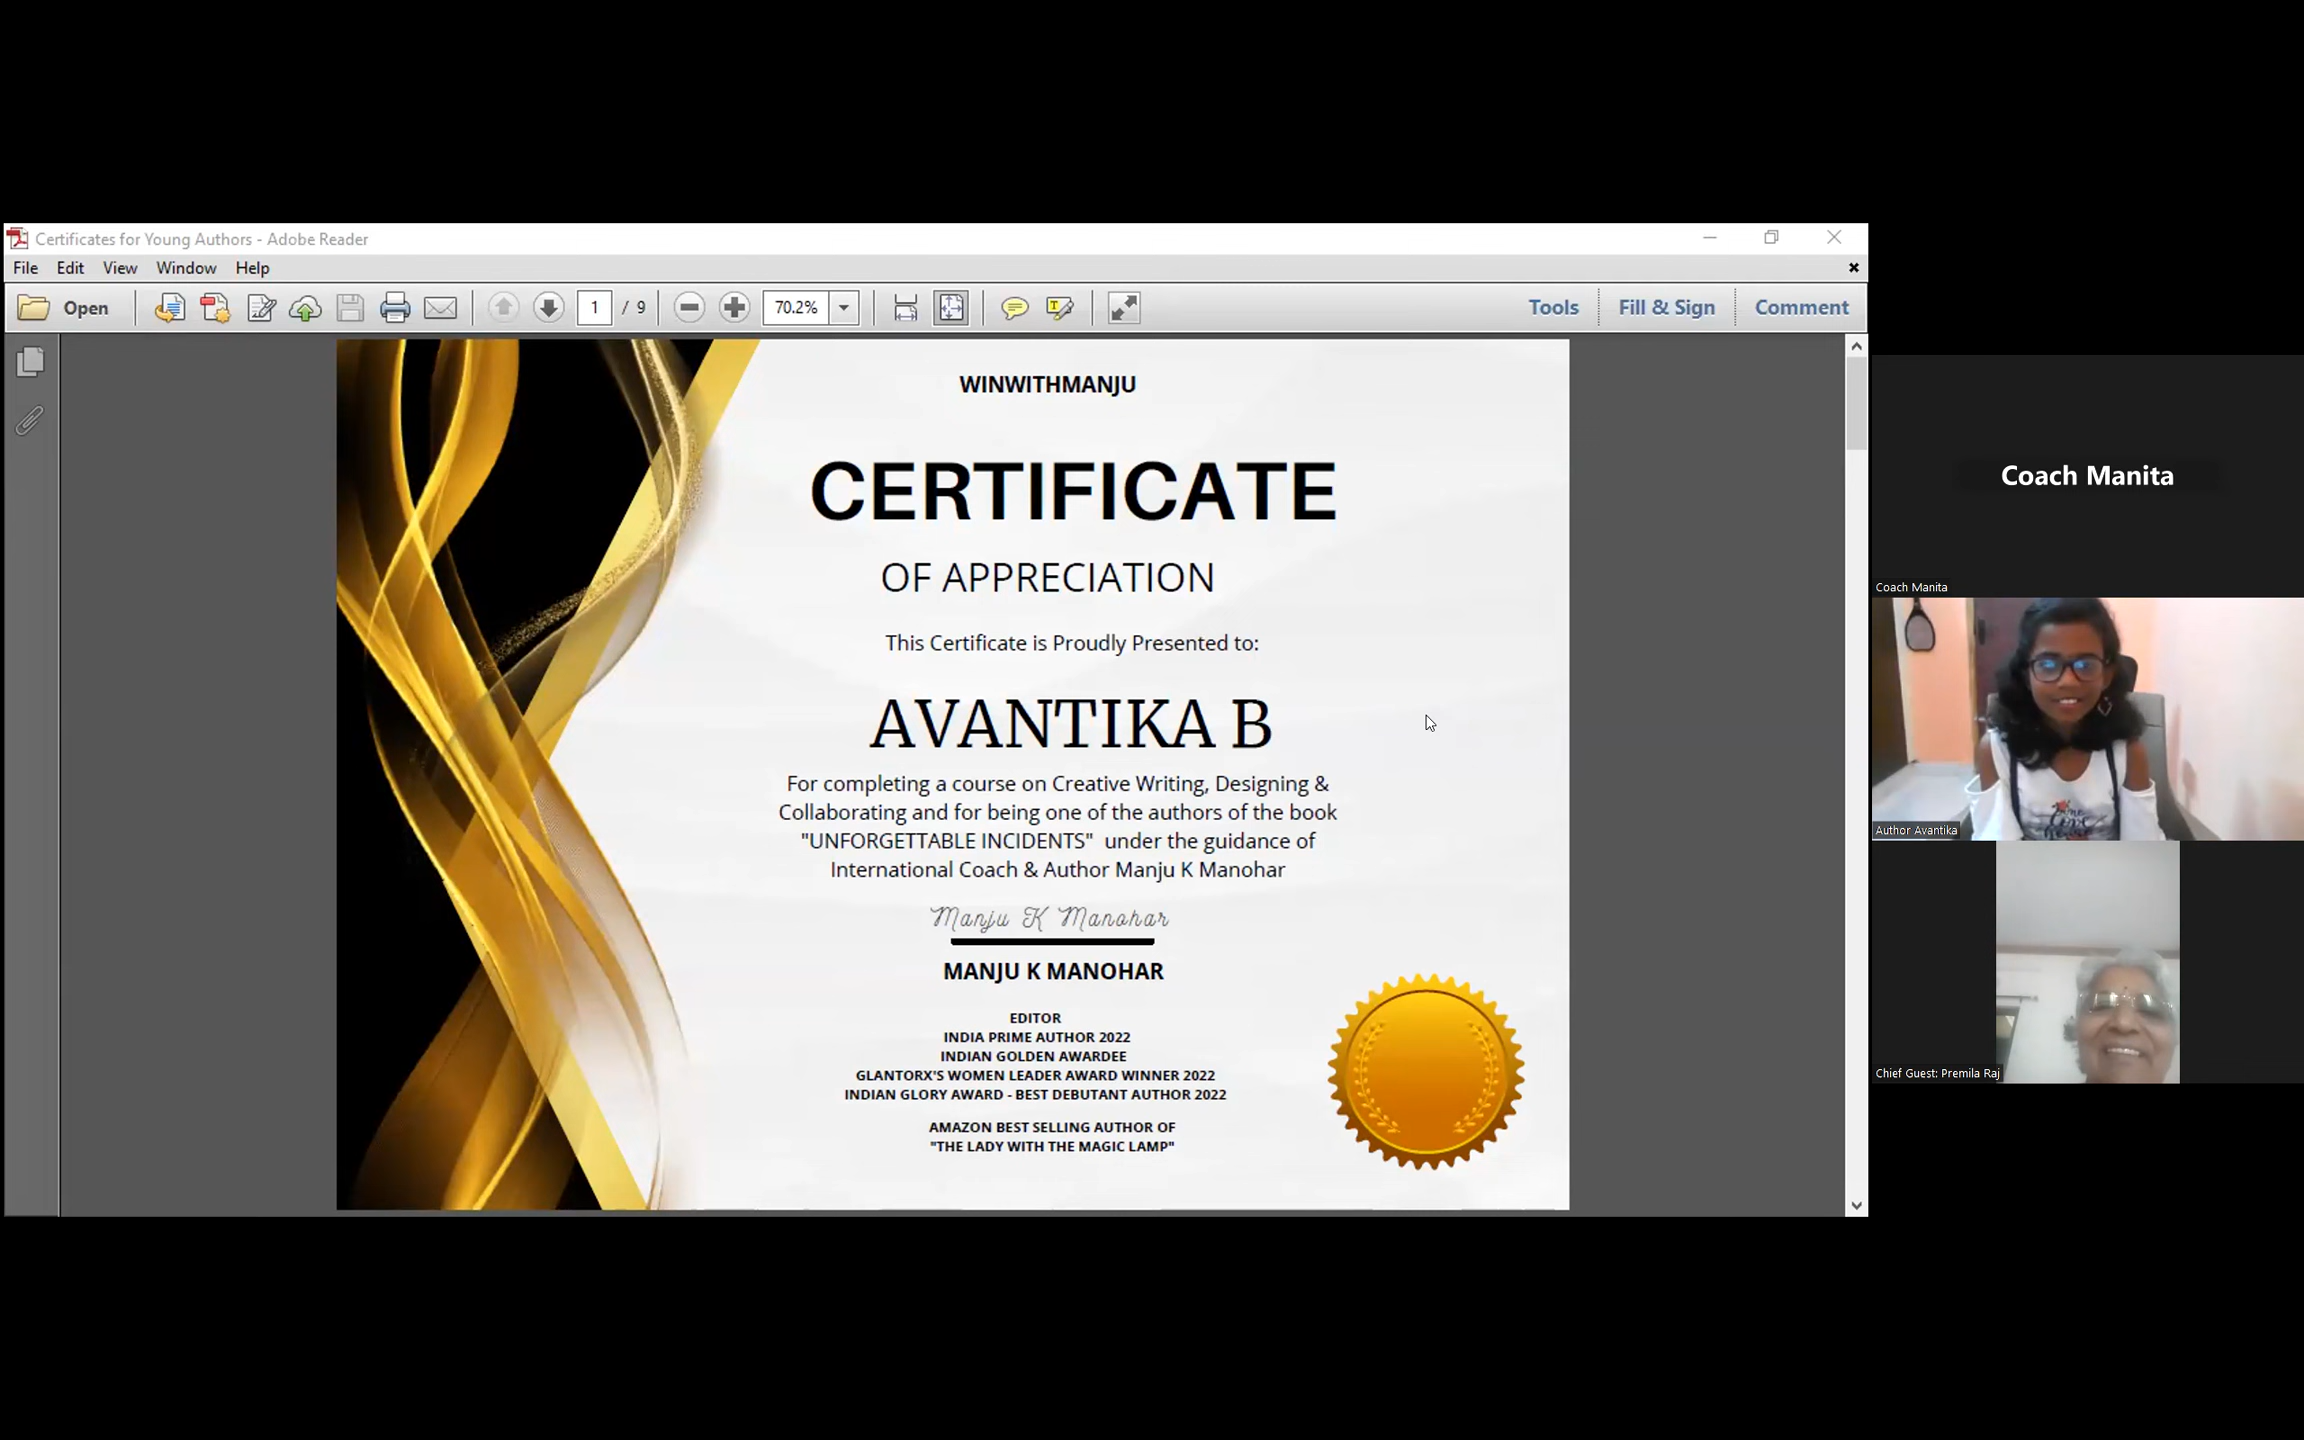 Certificates for Young Authors - Adobe Reader
File Edit View Window Help
Open 1 / 9 70.2% Tools Fill & Sign Comment
WINWITHMANJU
CERTIFICATE
OF APPRECIATION
This Certificate is Proudly Presented to:
AVANTIKA B
For completing a course on Creative Writing, Designing &
Collaborating and for being one of the authors of the book
"UNFORGETTABLE INCIDENTS" under the guidance of
International Coach & Author Manju K Manohar
Manju K Manohar
MANJU K MANOHAR
EDITOR
INDIA PRIME AUTHOR 2022
INDIAN GOLDEN AWARDEE
GLANTORX'S WOMEN LEADER AWARD WINNER 2022
INDIAN GLORY AWARD - BEST DEBUTANT AUTHOR 2022
AMAZON BEST SELLING AUTHOR OF
"THE LADY WITH THE MAGIC LAMP"
Coach Manita
Coach Manita
Author Avantika
Chief Guest: Premila Raj